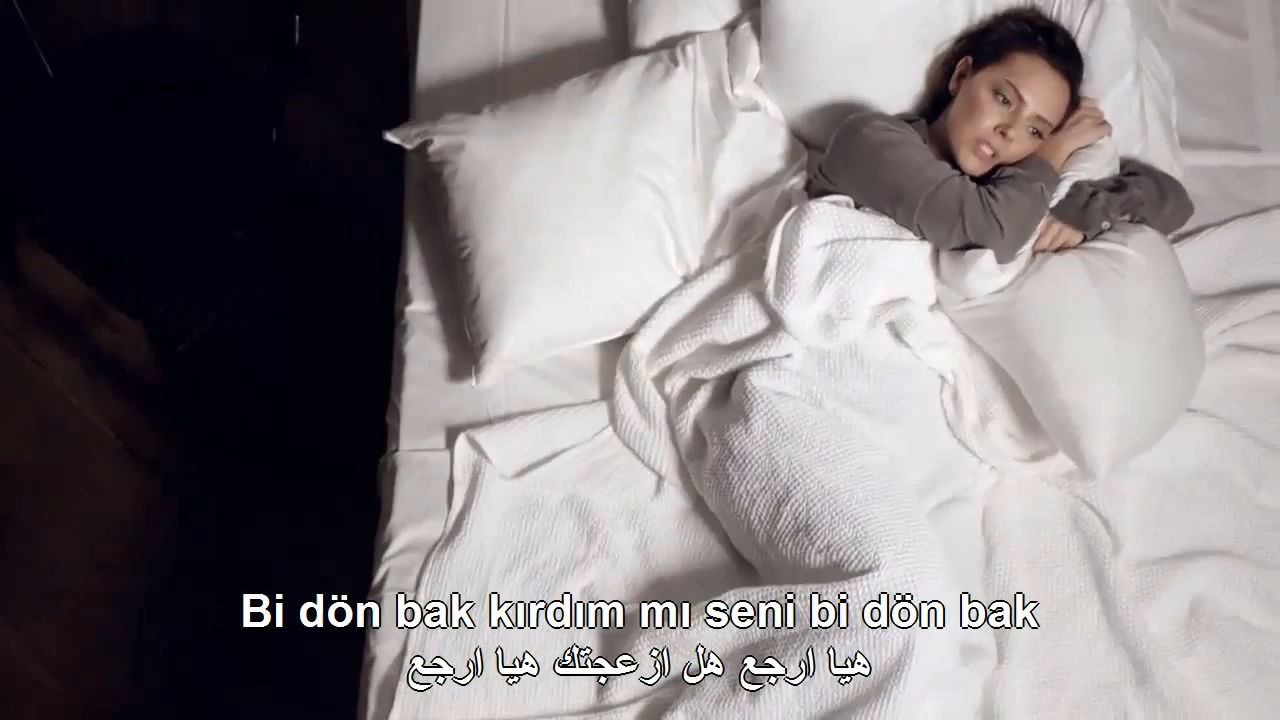 Bi dön bak kırdım mı seni bi dön bak
هيا ارجع هل ازعجتك هيا ارجع